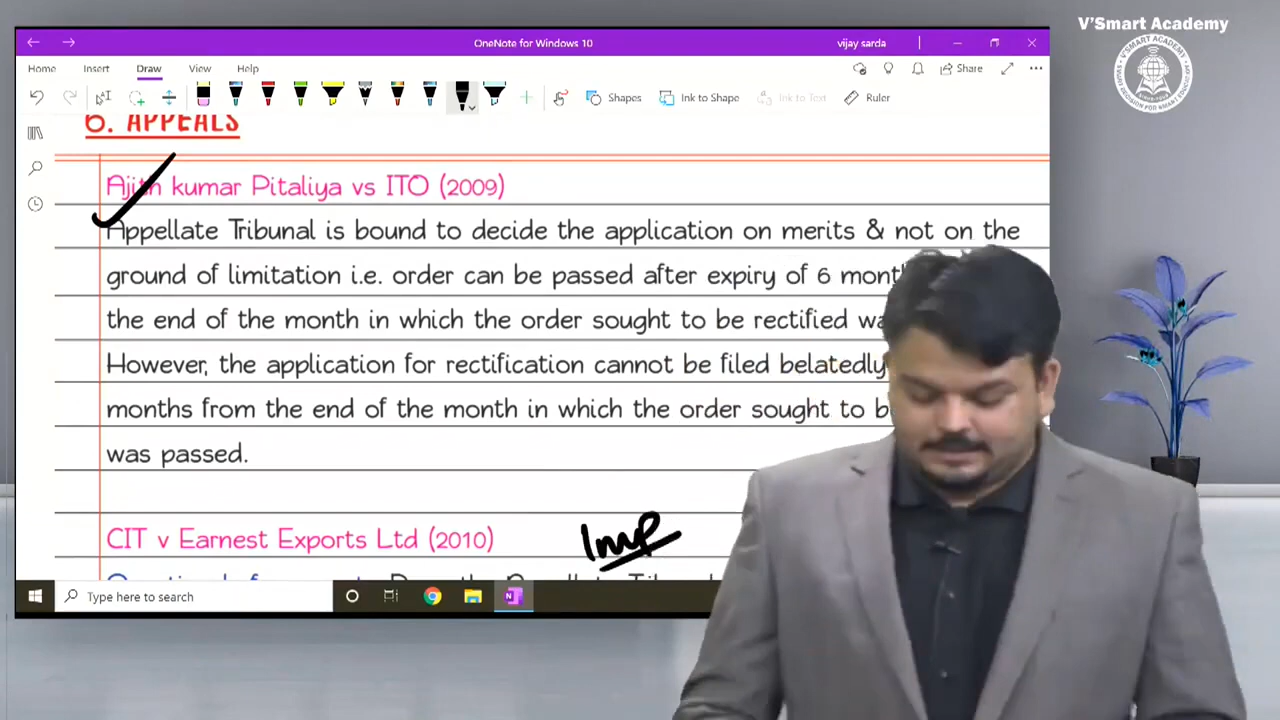 V'Smart Academy
OneNote for Windows 10
vijay sarda
Home Insert Draw View Help
Share
Shapes Ink to Shape Ink to Text Ruler
6. APPEALS
Ajith kumar Pitaliya vs ITO (2009)
Appellate Tribunal is bound to decide the application on merits & not on the
ground of limitation i.e. order can be passed after expiry of 6
the end of the month in which the order sought to be rectified
However, the application for rectification cannot be filed belatedly
months from the end of the month in which the order sought to
was passed.
CIT v Earnest Exports Ltd (2010)
Imp
Type here to search